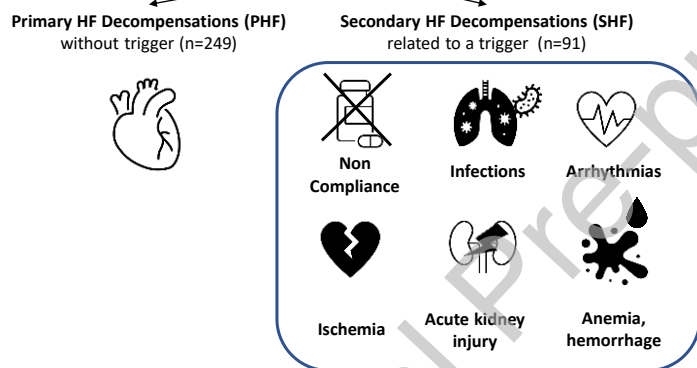 Primary HF Decompensations (PHF)
without trigger (n=249)
Secondary HF Decompensations (SHF)
related to a trigger (n=91)
Non
Compliance
Infections
Arrhythmias
Ischemia
Acute kidney
injury
Anemia,
hemorrhage